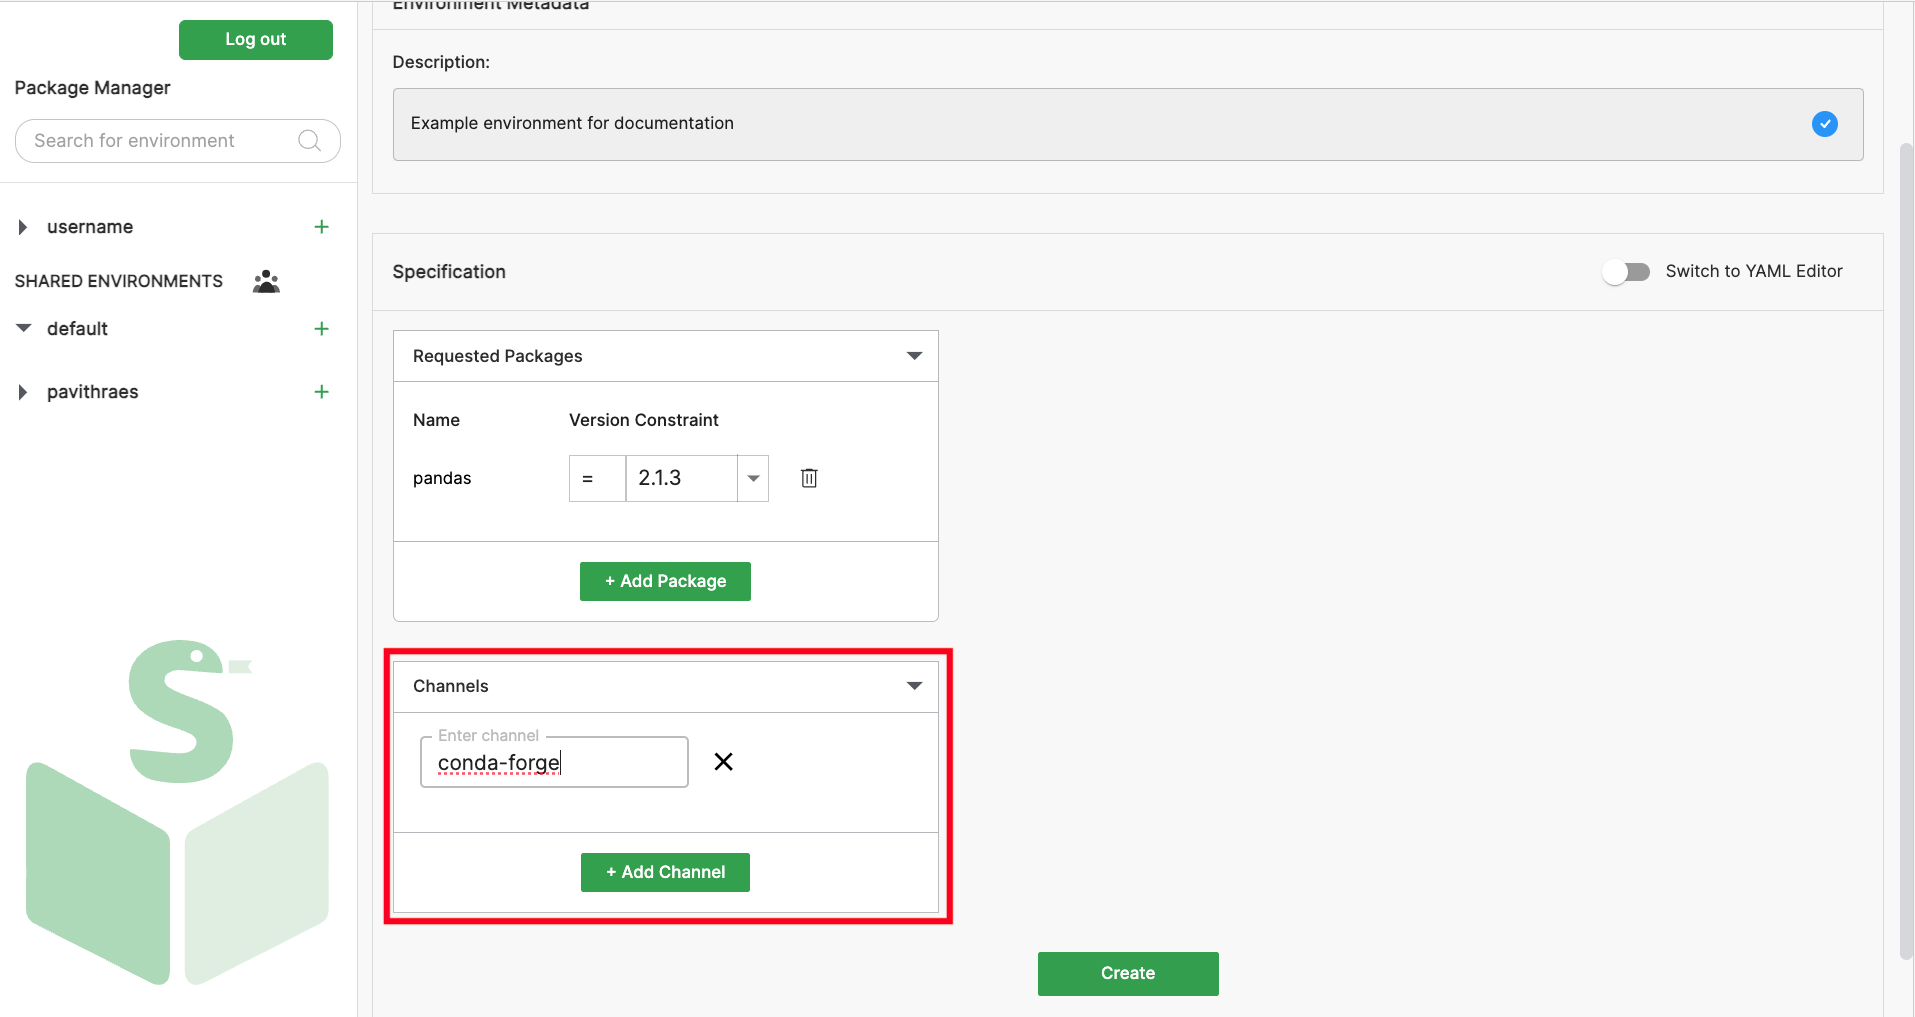 Log out
Package Manager
Search for environment
username +
SHARED ENVIRONMENTS
default +
pavithraes +
Environment Metadata
Description:
Example environment for documentation
Specification
Switch to YAML Editor
Requested Packages
Name Version Constraint
pandas = 2.1.3
+ Add Package
Channels
Enter channel
conda-forge
+ Add Channel
Create